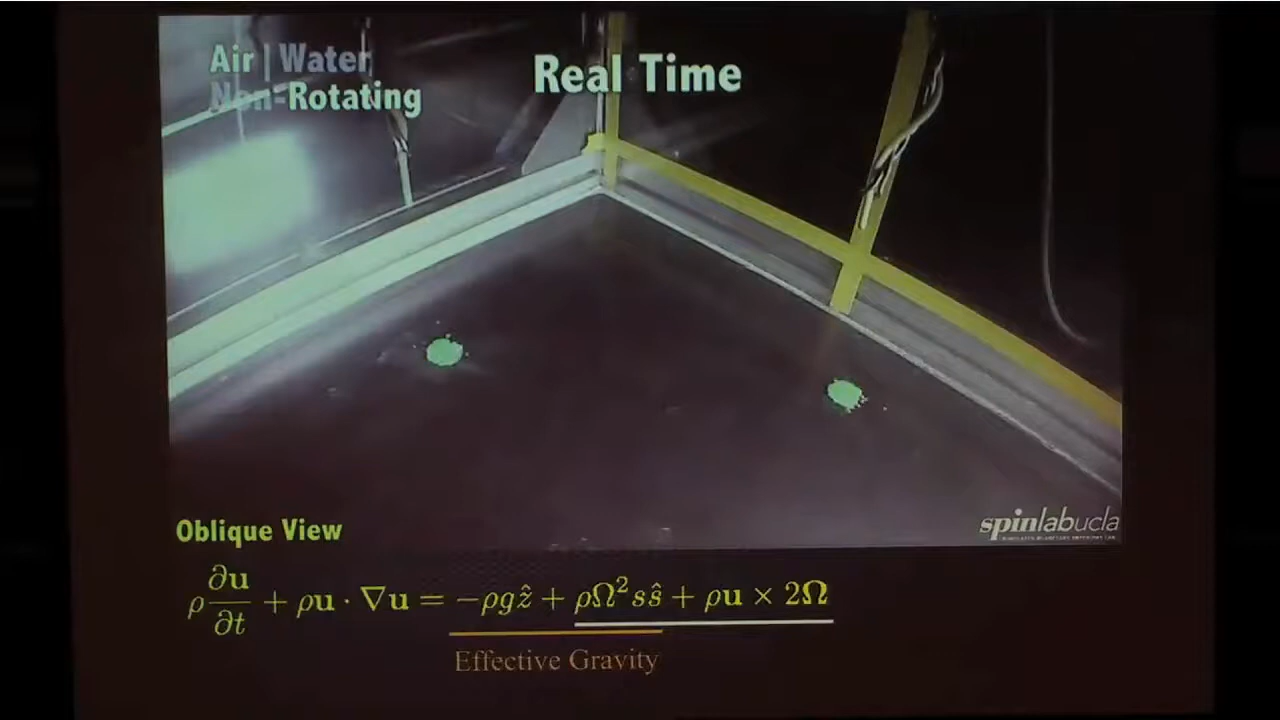 Air | Water
Non-Rotating
Real Time
Oblique View
spinlabucla
ρ ∂u/∂t + ρu · ∇u = −ρgẑ + ρΩ²sŝ + ρu × 2Ω
Effective Gravity